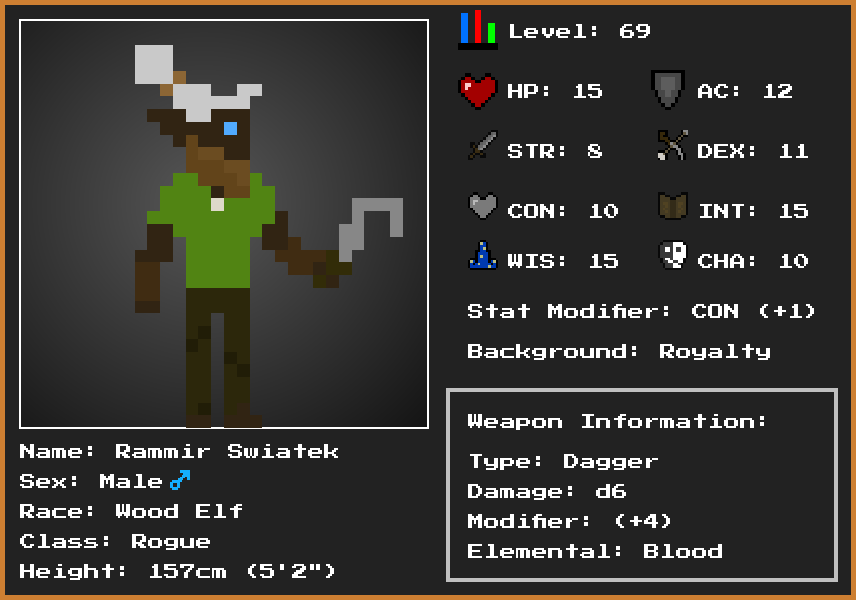 Level: 69
HP: 15 AC: 12
STR: 8 DEX: 11
CON: 10 INT: 15
WIS: 15 CHA: 10
Stat Modifier: CON (+1)
Background: Royalty
Weapon Information:
Type: Dagger
Damage: d6
Modifier: (+4)
Elemental: Blood
Name: Rammir Swiatek
Sex: Male♂
Race: Wood Elf
Class: Rogue
Height: 157cm (5'2")